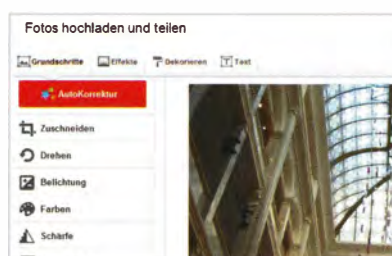 Fotos hochladen und teilen
Grundschritte Effekte Dekorieren Text
AutoKorrektur
Zuschneiden
Drehen
Belichtung
Farben
Schärfe